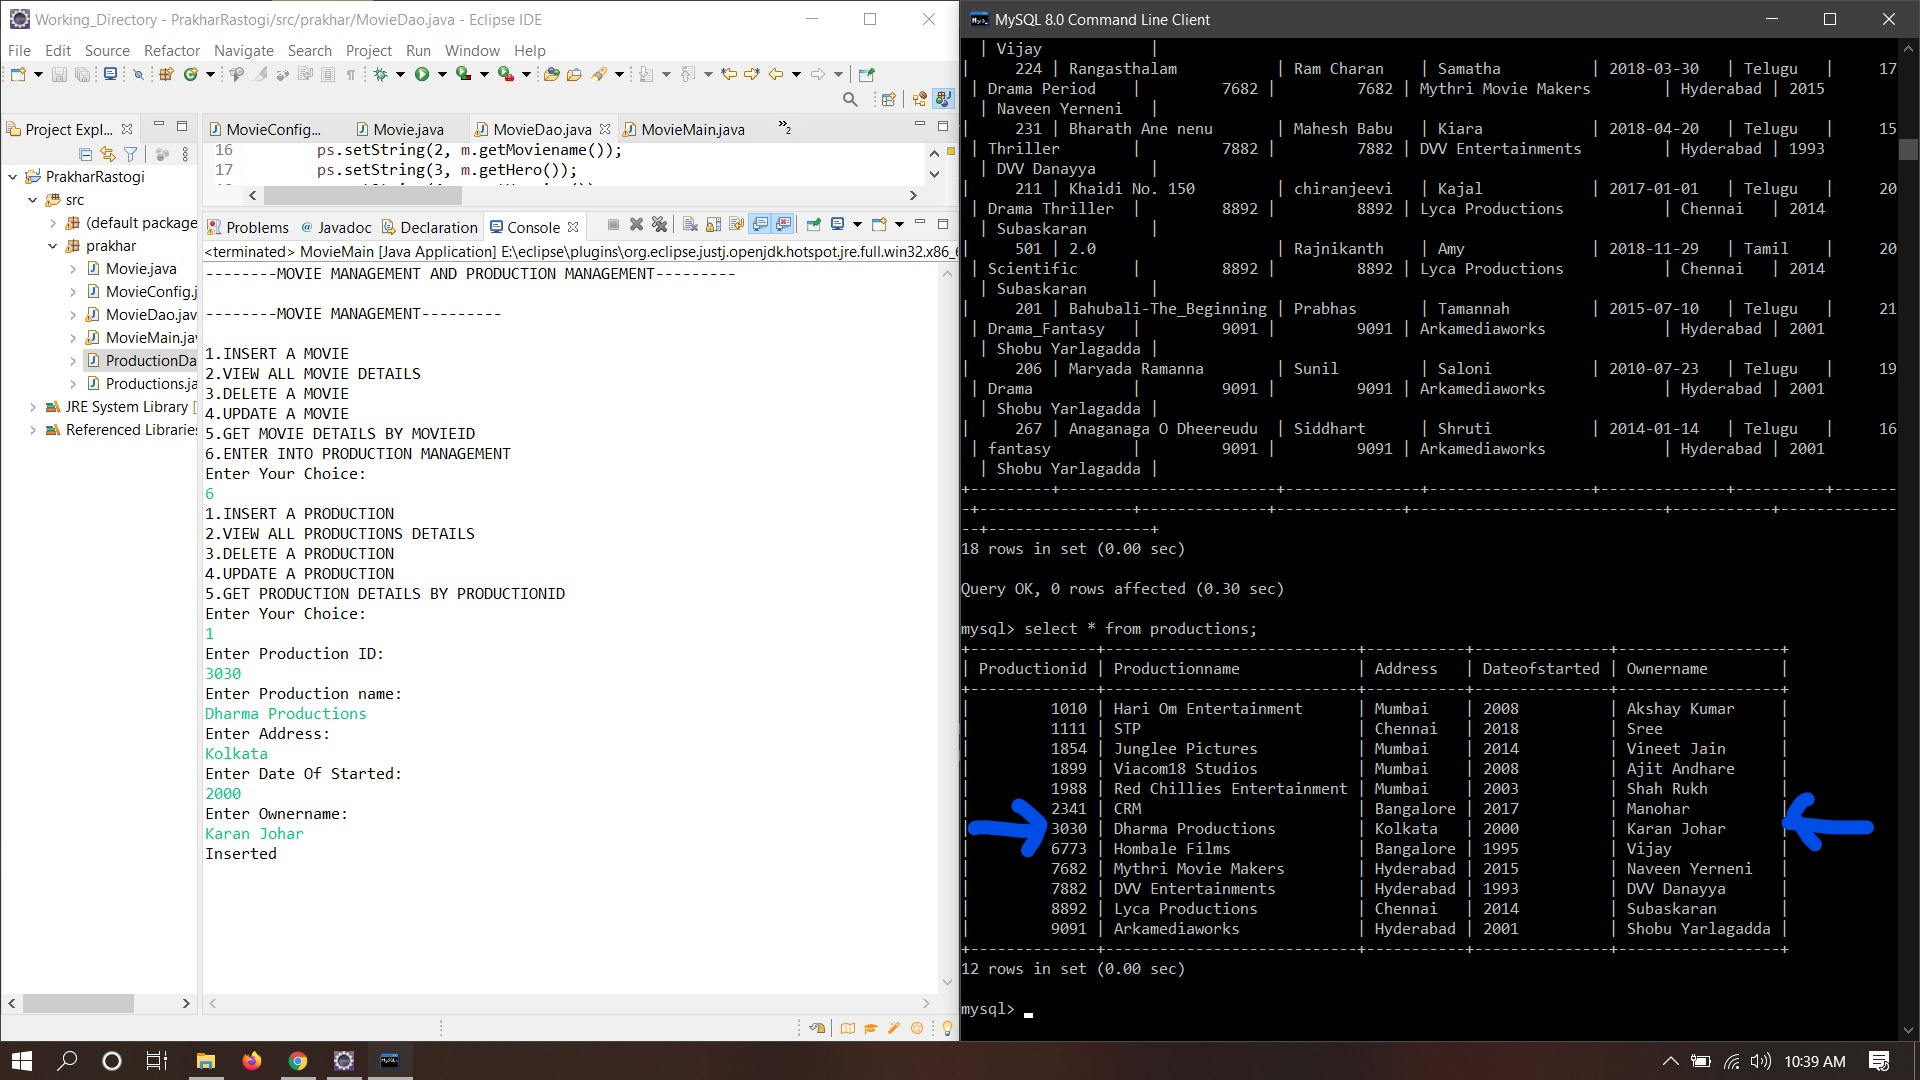 Working_Directory - PrakharRastogi/src/prakhar/MovieDao.java - Eclipse IDE
File Edit Source Refactor Navigate Search Project Run Window Help
Project Expl...
PrakharRastogi
src
(default package
prakhar
Movie.java
MovieConfig.j
MovieDao.jav
MovieMain.jav
ProductionDa
Productions.ja
JRE System Library [
Referenced Libraries
MovieConfig... Movie.java MovieDao.java MovieMain.java »2
16 ps.setString(2, m.getMoviename());
17 ps.setString(3, m.getHero());
Problems @ Javadoc Declaration Console
<terminated> MovieMain [Java Application] E:\eclipse\plugins\org.eclipse.justj.openjdk.hotspot.jre.full.win32.x86_6
--------MOVIE MANAGEMENT AND PRODUCTION MANAGEMENT---------
--------MOVIE MANAGEMENT---------
1.INSERT A MOVIE
2.VIEW ALL MOVIE DETAILS
3.DELETE A MOVIE
4.UPDATE A MOVIE
5.GET MOVIE DETAILS BY MOVIEID
6.ENTER INTO PRODUCTION MANAGEMENT
Enter Your Choice:
6
1.INSERT A PRODUCTION
2.VIEW ALL PRODUCTIONS DETAILS
3.DELETE A PRODUCTION
4.UPDATE A PRODUCTION
5.GET PRODUCTION DETAILS BY PRODUCTIONID
Enter Your Choice:
1
Enter Production ID:
3030
Enter Production name:
Dharma Productions
Enter Address:
Kolkata
Enter Date Of Started:
2000
Enter Ownername:
Karan Johar
Inserted
MySQL 8.0 Command Line Client
| Vijay |
| 224 | Rangasthalam | Ram Charan | Samatha | 2018-03-30 | Telugu | 17
| Drama Period | 7682 | 7682 | Mythri Movie Makers | Hyderabad | 2015
| Naveen Yerneni |
| 231 | Bharath Ane nenu | Mahesh Babu | Kiara | 2018-04-20 | Telugu | 15
| Thriller | 7882 | 7882 | DVV Entertainments | Hyderabad | 1993
| DVV Danayya |
| 211 | Khaidi No. 150 | chiranjeevi | Kajal | 2017-01-01 | Telugu | 20
| Drama Thriller | 8892 | 8892 | Lyca Productions | Chennai | 2014
| Subaskaran |
| 501 | 2.0 | Rajnikanth | Amy | 2018-11-29 | Tamil | 20
| Scientific | 8892 | 8892 | Lyca Productions | Chennai | 2014
| Subaskaran |
| 201 | Bahubali-The_Beginning | Prabhas | Tamannah | 2015-07-10 | Telugu | 21
| Drama_Fantasy | 9091 | 9091 | Arkamediaworks | Hyderabad | 2001
| Shobu Yarlagadda |
| 206 | Maryada Ramanna | Sunil | Saloni | 2010-07-23 | Telugu | 19
| Drama | 9091 | 9091 | Arkamediaworks | Hyderabad | 2001
| Shobu Yarlagadda |
| 267 | Anaganaga O Dheereudu | Siddhart | Shruti | 2014-01-14 | Telugu | 16
| fantasy | 9091 | 9091 | Arkamediaworks | Hyderabad | 2001
| Shobu Yarlagadda |
18 rows in set (0.00 sec)
Query OK, 0 rows affected (0.30 sec)
mysql> select * from productions;
| Productionid | Productionname | Address | Dateofstarted | Ownername |
| 1010 | Hari Om Entertainment | Mumbai | 2008 | Akshay Kumar |
| 1111 | STP | Chennai | 2018 | Sree |
| 1854 | Junglee Pictures | Mumbai | 2014 | Vineet Jain |
| 1899 | Viacom18 Studios | Mumbai | 2008 | Ajit Andhare |
| 1988 | Red Chillies Entertainment | Mumbai | 2003 | Shah Rukh |
| 2341 | CRM | Bangalore | 2017 | Manohar |
| 3030 | Dharma Productions | Kolkata | 2000 | Karan Johar |
| 6773 | Hombale Films | Bangalore | 1995 | Vijay |
| 7682 | Mythri Movie Makers | Hyderabad | 2015 | Naveen Yerneni |
| 7882 | DVV Entertainments | Hyderabad | 1993 | DVV Danayya |
| 8892 | Lyca Productions | Chennai | 2014 | Subaskaran |
| 9091 | Arkamediaworks | Hyderabad | 2001 | Shobu Yarlagadda |
12 rows in set (0.00 sec)
mysql>
10:39 AM